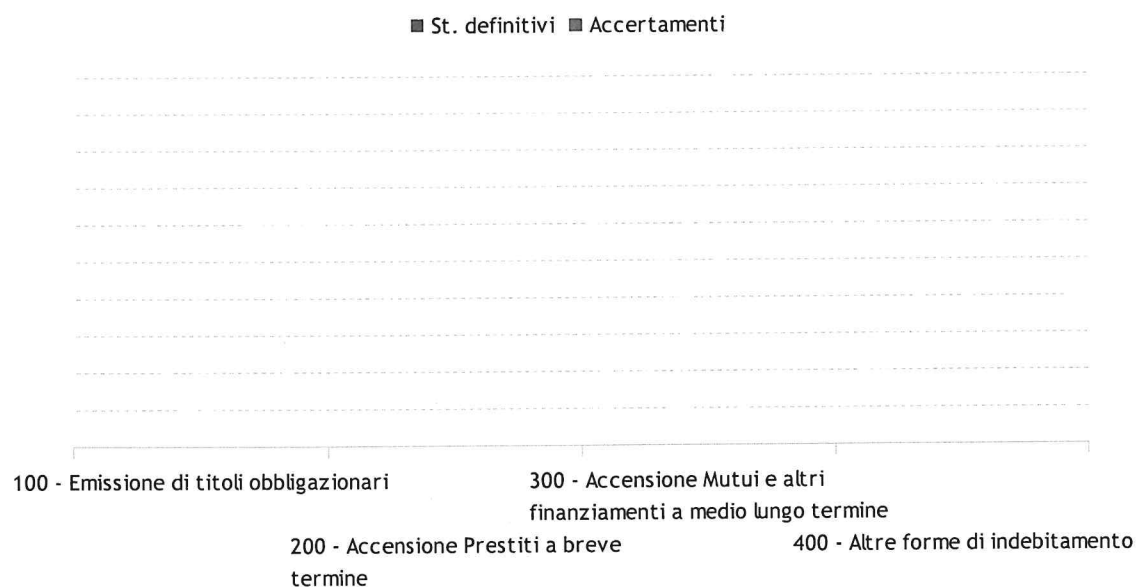 St. definitivi Accertamenti
100 - Emissione di titoli obbligazionari
300 - Accensione Mutui e altri
finanziamenti a medio lungo termine
200 - Accensione Prestiti a breve
termine
400 - Altre forme di indebitamento